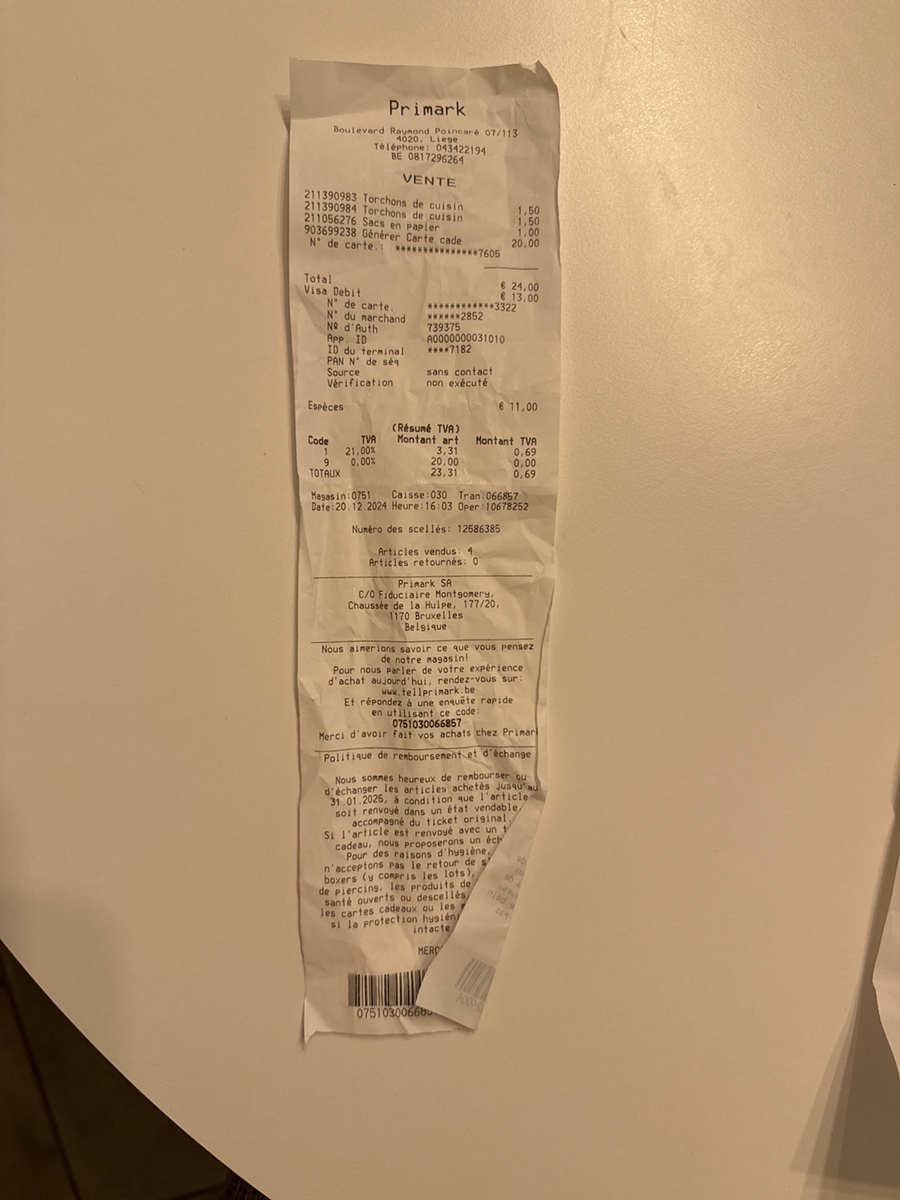 Primark
Boulevard Raymond Poincaré 07/113
4020, Liege
Téléphone: 043422194
BE 0817296264
VENTE
211390983 Torchons de cuisin 1,50
211390984 Torchons de cuisin 1,50
211056276 Sacs en papier 1,00
903699238 Générer Carte cade 20,00
N° de carte.: ***************7605
Total € 24,00
Visa Debit € 13,00
N° de carte. ************3322
N° du marchand ******2852
Nº d'Auth 739375
App. ID A0000000031010
ID du terminal ****7182
PAN N° de séq
Source sans contact
Vérification non exécuté
Espèces € 11,00
(Résumé TVA)
Code TVA Montant art Montant TVA
1 21,00% 3,31 0,69
9 0,00% 20,00 0,00
TOTAUX 23,31 0,69
Magasin:0751 Caisse:030 Tran:066857
Date:20.12.2024 Heure:16:03 Oper:10678252
Numéro des scellés: 12586385
Articles vendus: 4
Articles retournés: 0
Primark SA
C/O Fiduciaire Montgomery,
Chaussée de la Hulpe, 177/20,
1170 Bruxelles
Belgique
Nous aimerions savoir ce que vous pensez
de notre magasin!
Pour nous parler de votre expérience
d'achat aujourd'hui, rendez-vous sur:
www.tellprimark.be
Et répondez à une enquête rapide
en utilisant ce code:
0751030066857
Merci d'avoir fait vos achats chez Primar
Politique de remboursement et d'échange
Nous sommes heureux de rembourser ou
d'échanger les articles achetés jusqu'au
31.01.2025, à condition que l'article
soit renvoyé dans un état vendable,
accompagné du ticket original.
Si l'article est renvoyé avec un t
cadeau, nous proposerons un éch
Pour des raisons d'hygiène,
n'acceptons pas le retour de s
boxers (y compris les lots),
de piercing, les produits de
santé ouverts ou descellés,
les cartes cadeaux ou les
si la protection hygién
intacte
MERC
07510300668